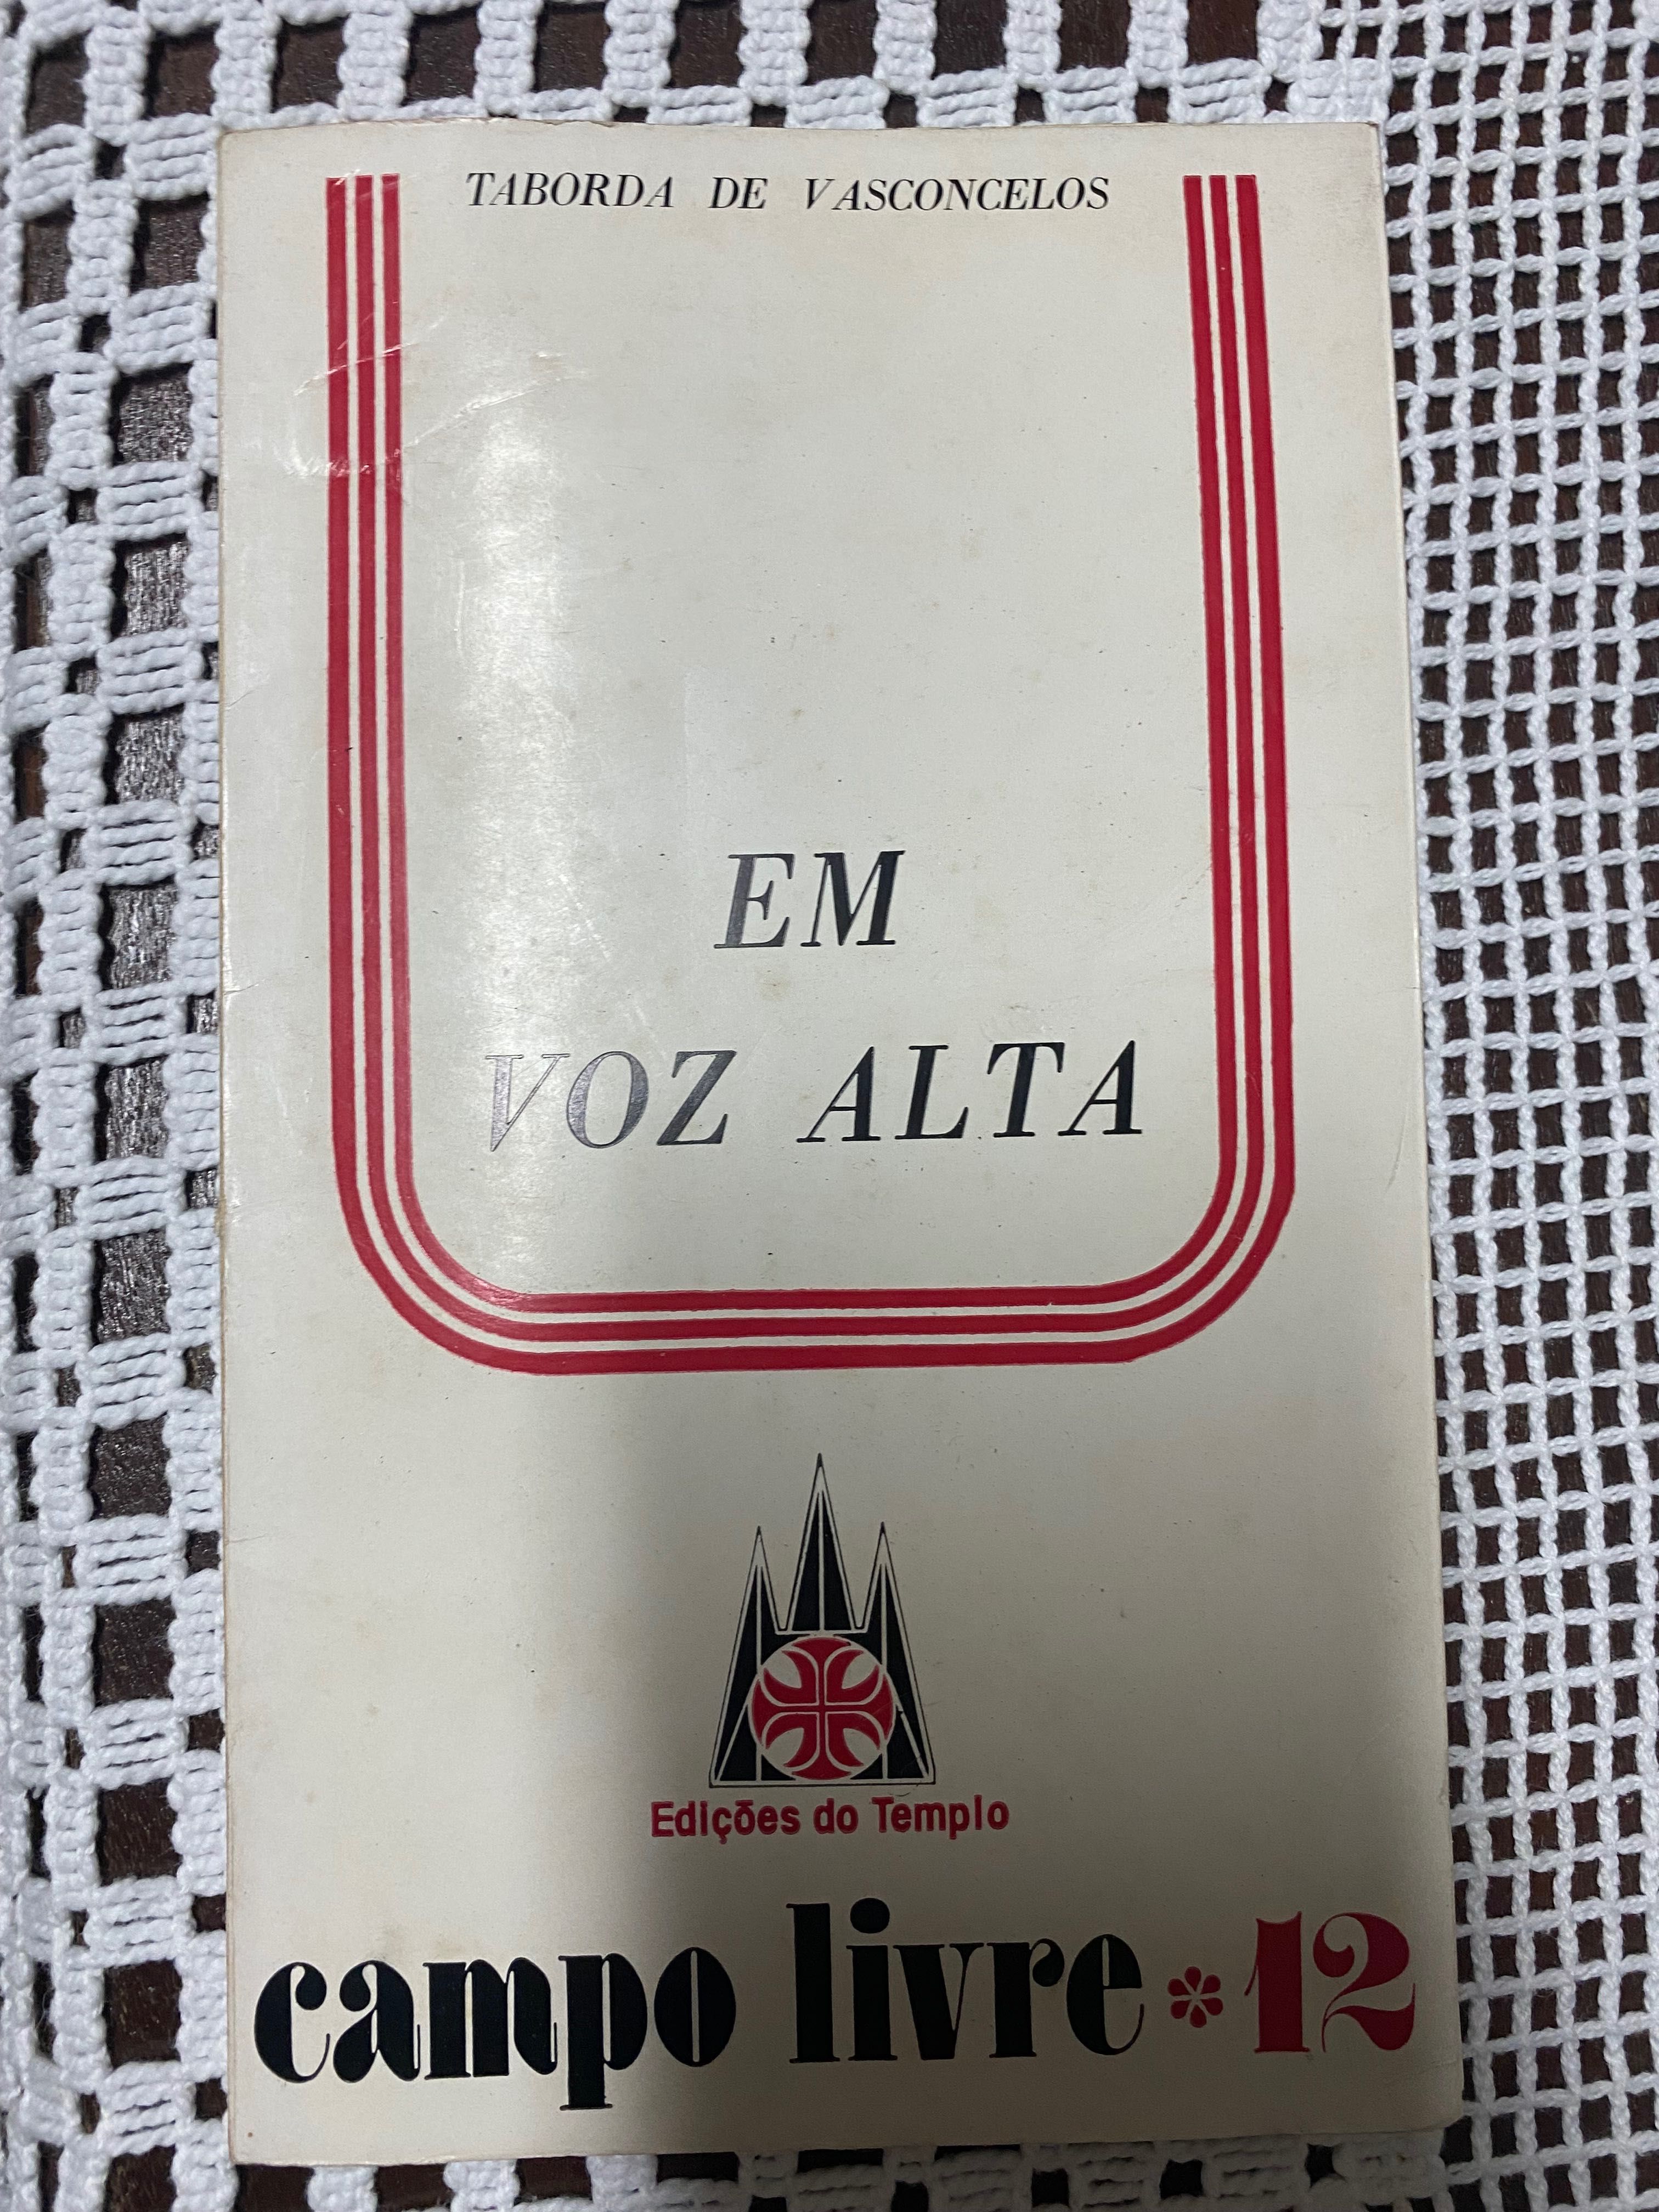 TABORDA DE VASCONCELOS
EM
VOZ ALTA
Edições do Templo
campo livre * 12